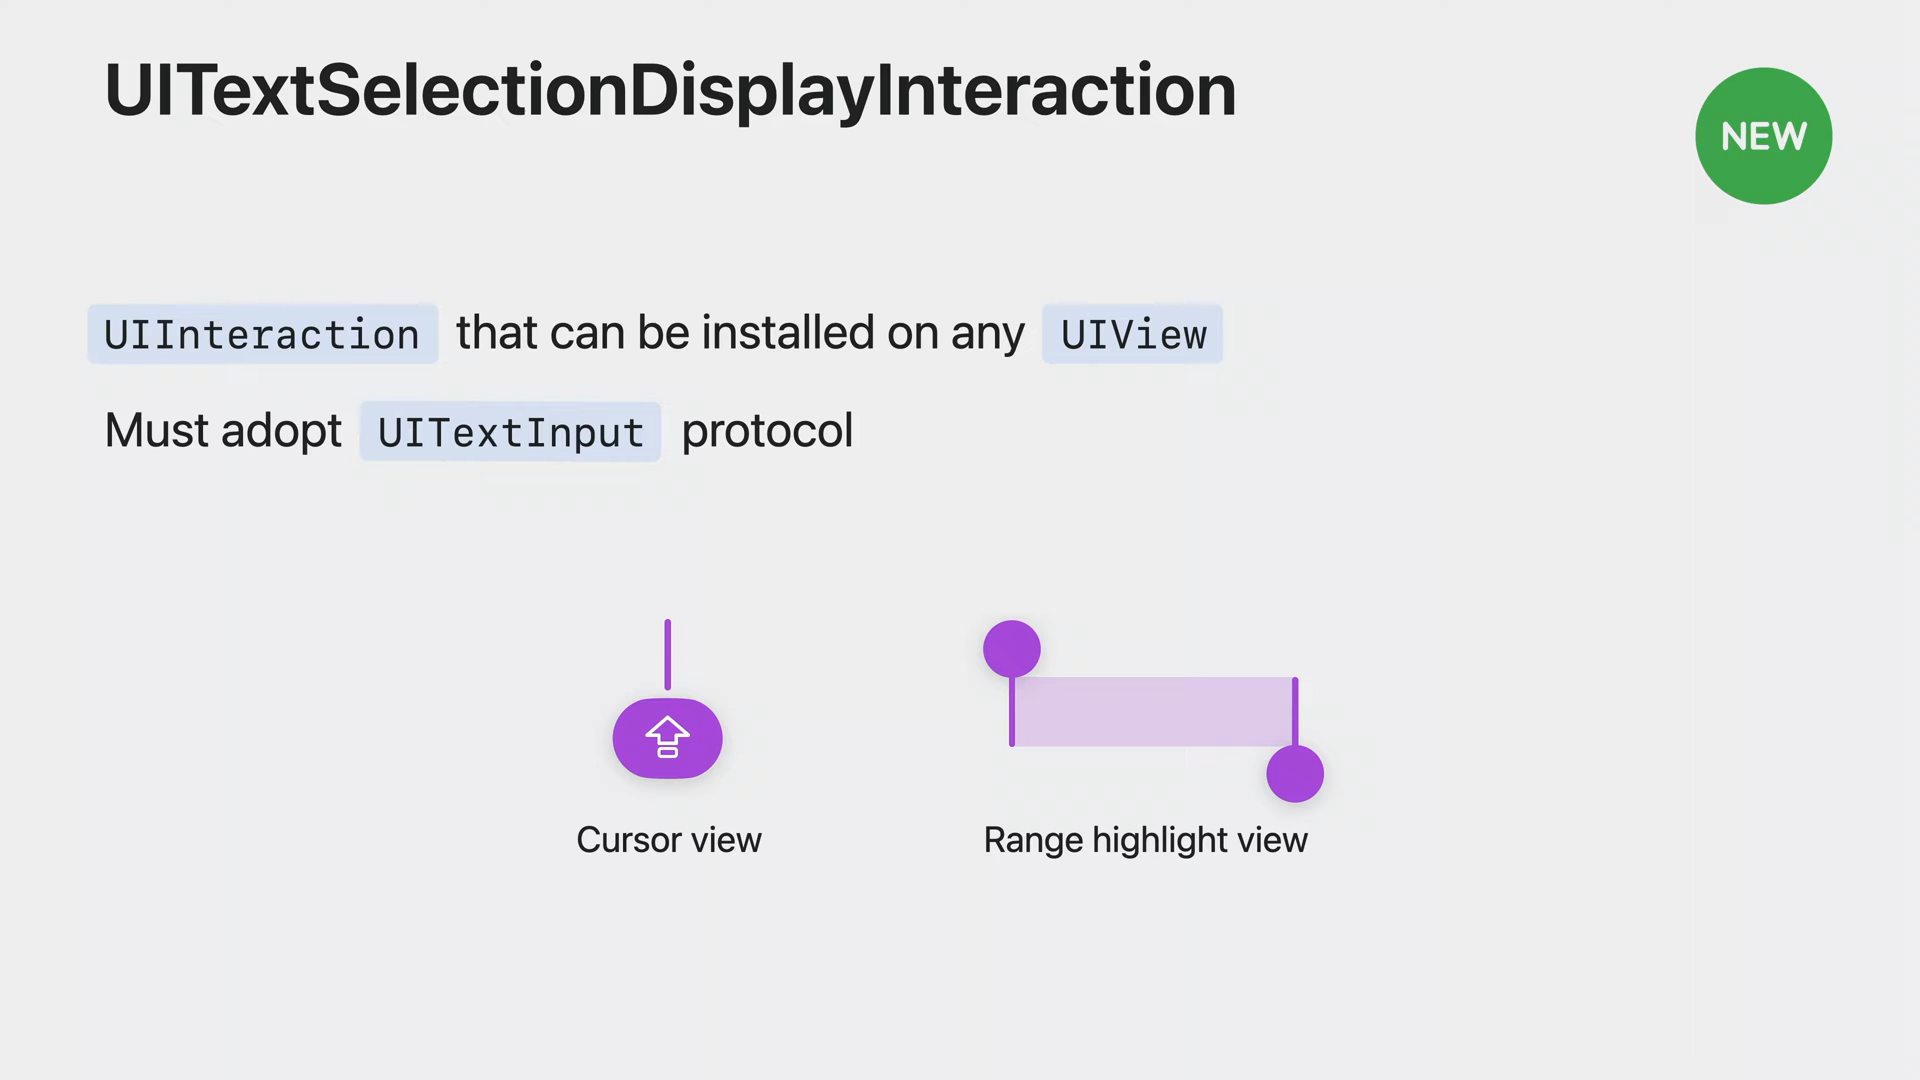 UITextSelectionDisplayInteraction
NEW
UIInteraction that can be installed on any UIView
Must adopt UITextInput protocol
Cursor view
Range highlight view